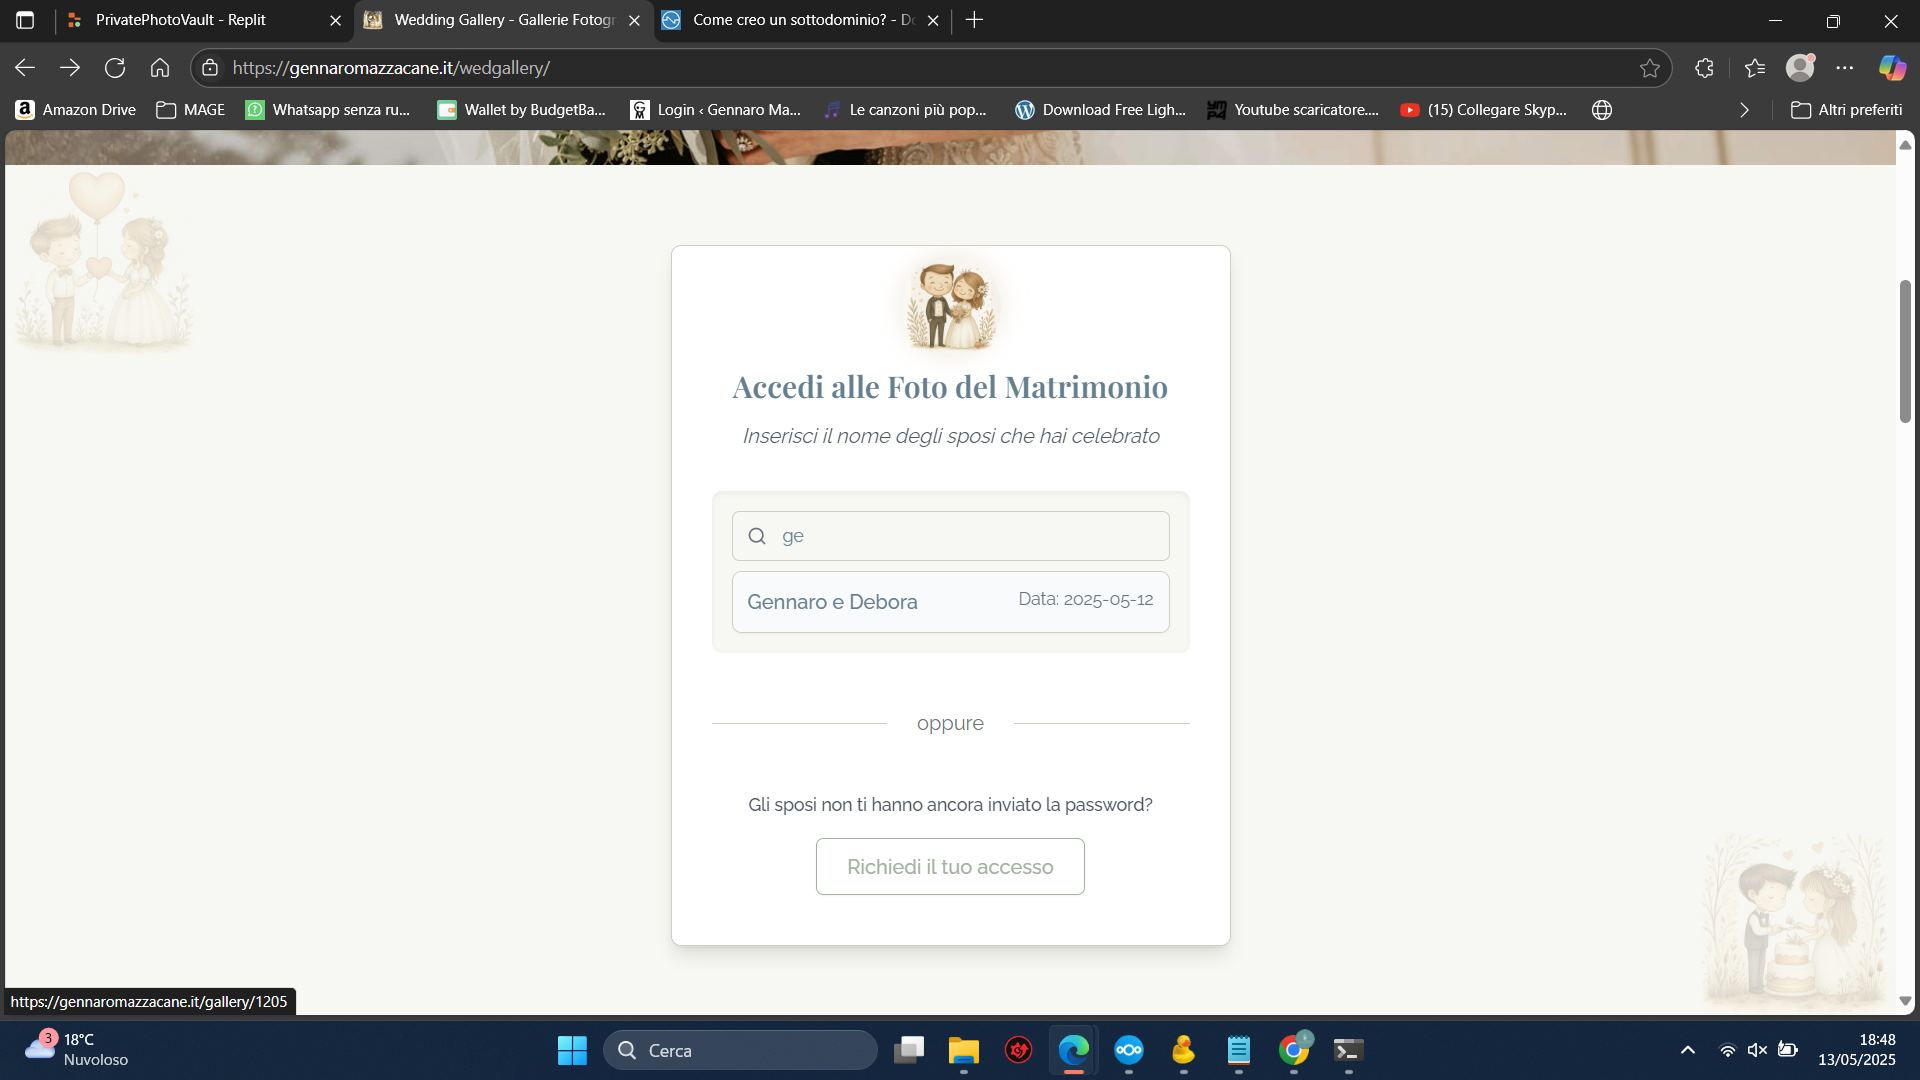 PrivatePhotoVault - Replit
Wedding Gallery - Gallerie Fotogr
Come creo un sottodominio? - Do
https://gennaromazzacane.it/wedgallery/
Amazon Drive
MAGE
Whatsapp senza ru...
Wallet by BudgetBa...
Login ‹ Gennaro Ma...
Le canzoni più pop...
Download Free Ligh...
Youtube scaricatore....
(15) Collegare Skyp...
Altri preferiti
Accedi alle Foto del Matrimonio
Inserisci il nome degli sposi che hai celebrato
ge
Gennaro e Debora
Data: 2025-05-12
oppure
Gli sposi non ti hanno ancora inviato la password?
Richiedi il tuo accesso
https://gennaromazzacane.it/gallery/1205
3
18°C
Nuvoloso
Cerca
18:48
13/05/2025